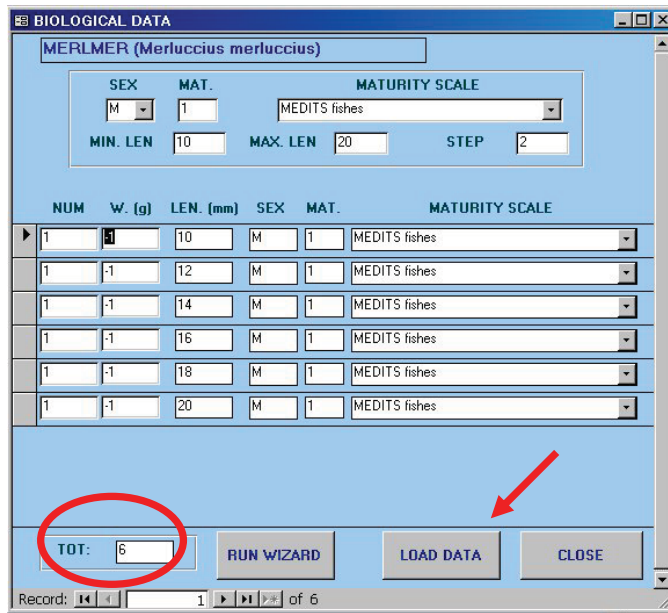 BIOLOGICAL DATA
MERLMER (Merluccius merluccius)
SEX MAT. MATURITY SCALE
M 1 MEDITS fishes
MIN. LEN 10 MAX. LEN 20 STEP 2
NUM W. (g) LEN. (mm) SEX MAT. MATURITY SCALE
1 -1 10 M 1 MEDITS fishes
1 -1 12 M 1 MEDITS fishes
1 -1 14 M 1 MEDITS fishes
1 -1 16 M 1 MEDITS fishes
1 -1 18 M 1 MEDITS fishes
1 -1 20 M 1 MEDITS fishes
TOT: 6 RUN WIZARD LOAD DATA CLOSE
Record: 1 of 6